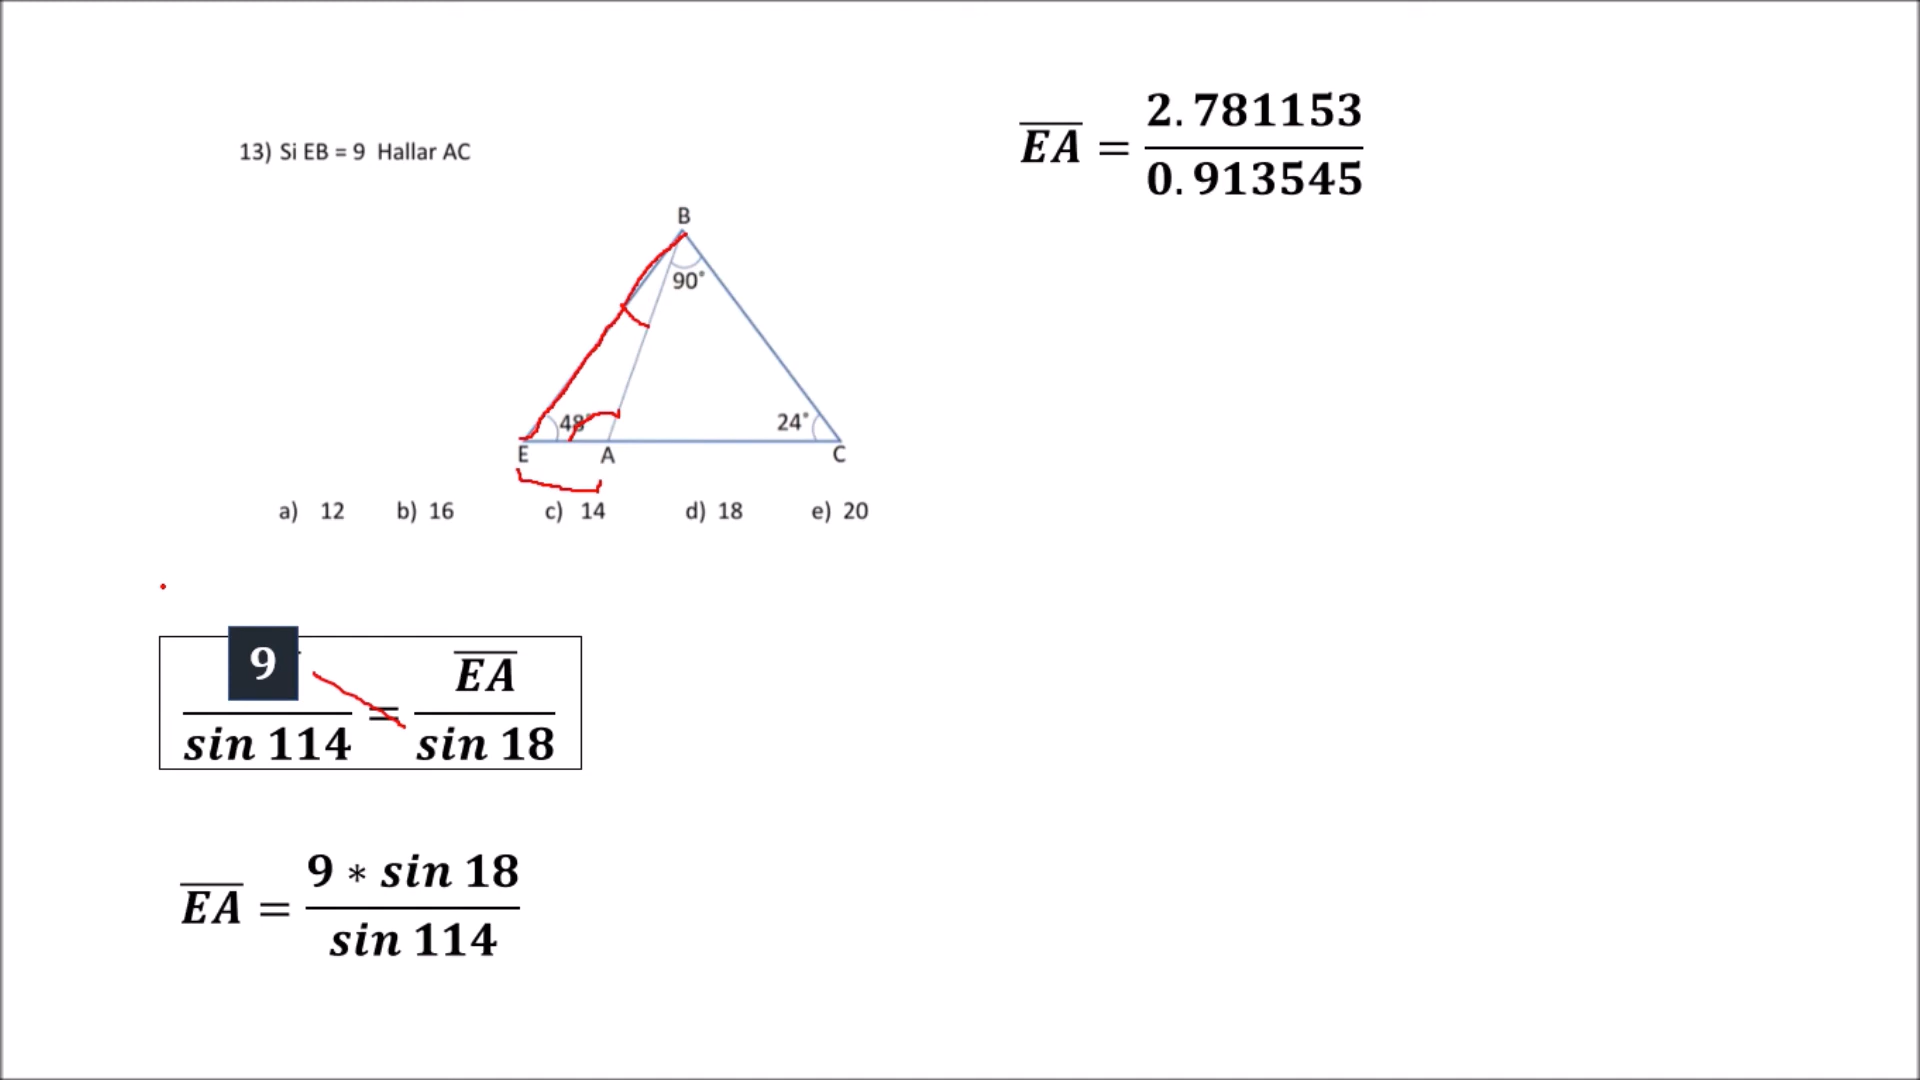 13) Si EB = 9 Hallar AC
B
90°
48°
24°
E A C
a) 12 b) 16 c) 14 d) 18 e) 20
9 / sin 114 = EA / sin 18
EA = 9 * sin 18 / sin 114
EA = 2.781153 / 0.913545